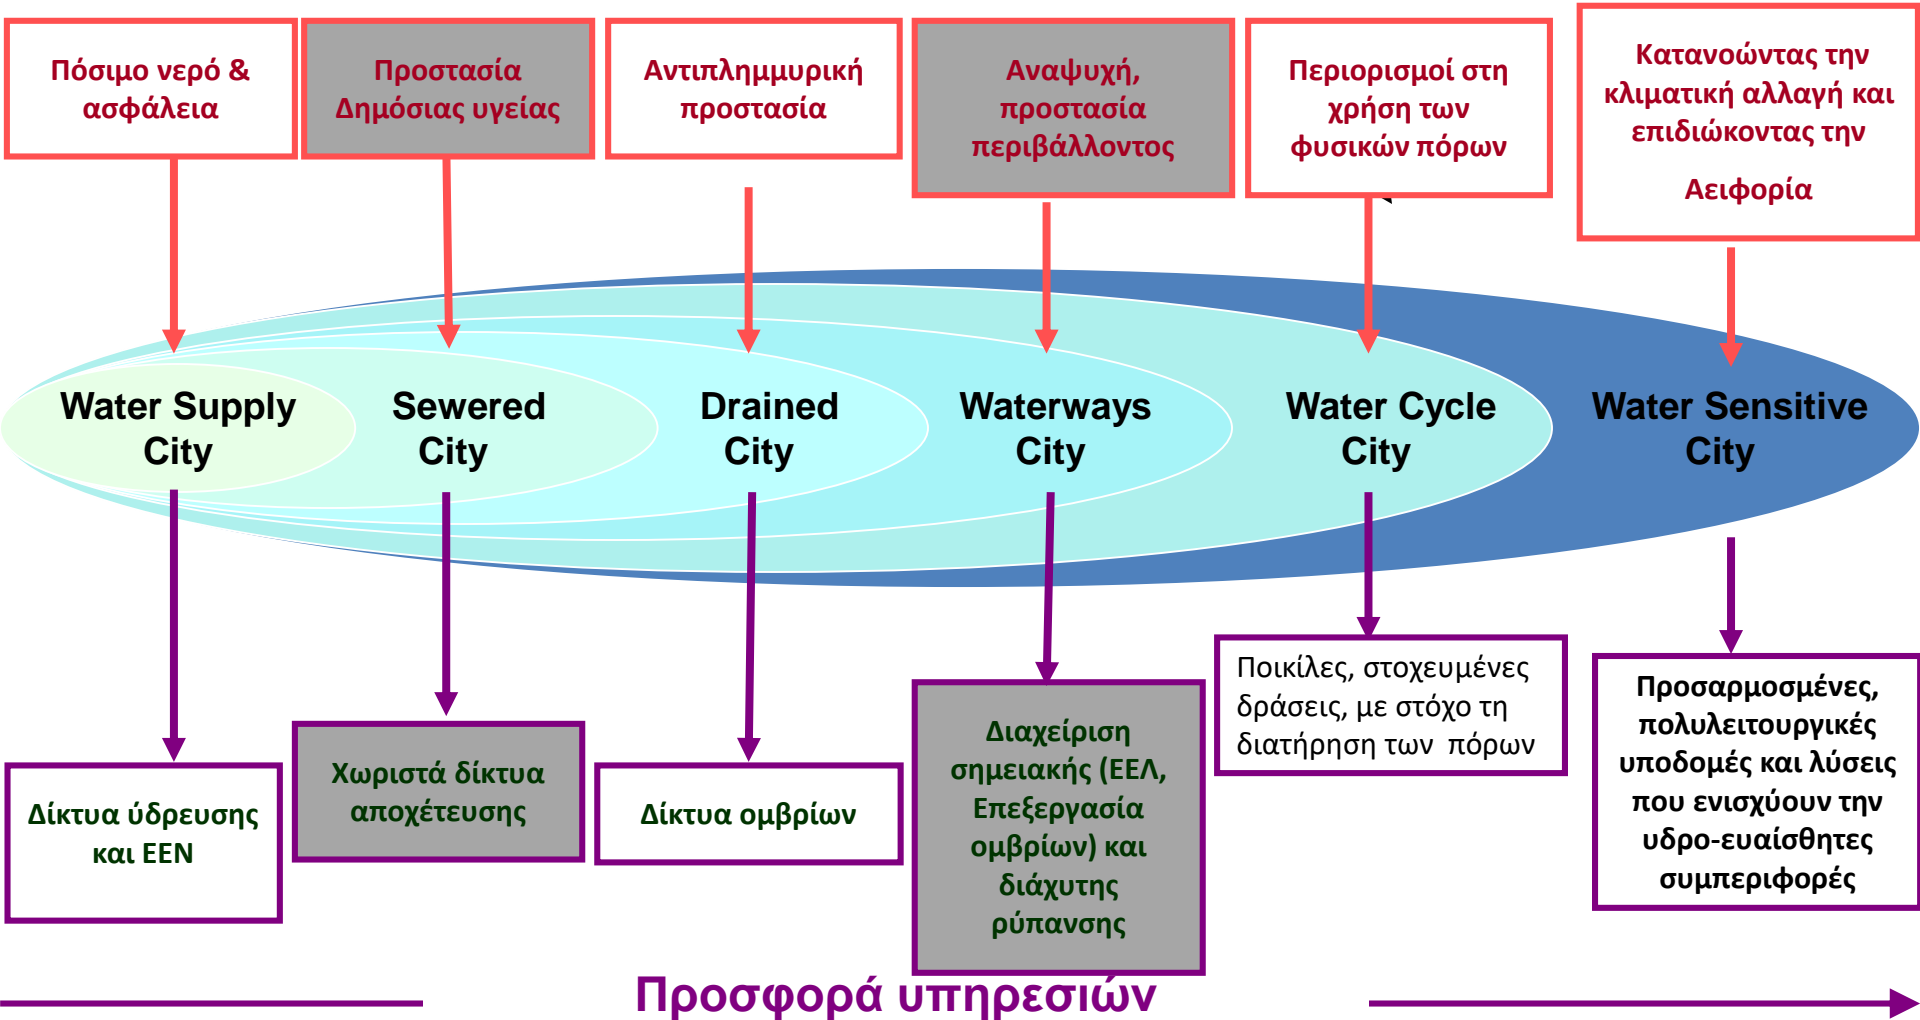 Πόσιμο νερό &
ασφάλεια
Προστασία
Δημόσιας υγείας
Αντιπλημμυρική
προστασία
Αναψυχή,
προστασία
περιβάλλοντος
Περιορισμοί στη
χρήση των
φυσικών πόρων
Κατανοώντας την
κλιματική αλλαγή και
επιδιώκοντας την
Αειφορία
Water Supply
City
Sewered
City
Drained
City
Waterways
City
Water Cycle
City
Water Sensitive
City
Δίκτυα ύδρευσης
και ΕΕΝ
Χωριστά δίκτυα
αποχέτευσης
Δίκτυα ομβρίων
Διαχείριση
σημειακής (ΕΕΛ,
Επεξεργασία
ομβρίων) και
διάχυτης
ρύπανσης
Ποικίλες, στοχευμένες
δράσεις, με στόχο τη
διατήρηση των πόρων
Προσαρμοσμένες,
πολυλειτουργικές
υποδομές και λύσεις
που ενισχύουν την
υδρο-ευαίσθητες
συμπεριφορές
Προσφορά υπηρεσιών